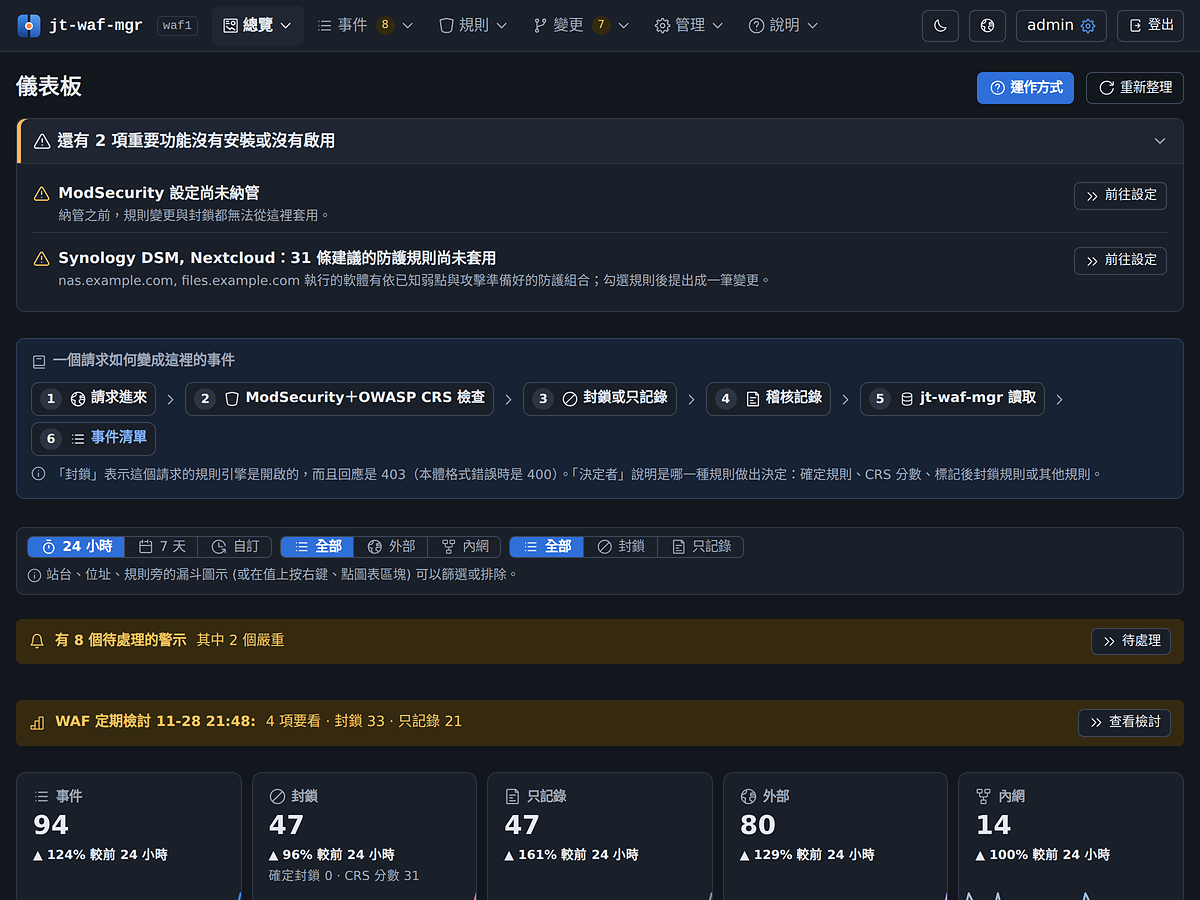 jt-waf-mgr waf1 總覽 事件 8 規則 變更 7 管理 說明 admin 登出
儀表板 運作方式 重新整理
還有 2 項重要功能沒有安裝或沒有啟用
ModSecurity 設定尚未納管 前往設定
納管之前，規則變更與封鎖都無法從這裡套用。
Synology DSM, Nextcloud：31 條建議的防護規則尚未套用 前往設定
nas.example.com, files.example.com 執行的軟體有依已知弱點與攻擊準備好的防護組合；勾選規則後提出成一筆變更。
一個請求如何變成這裡的事件
1 請求進來 2 ModSecurity＋OWASP CRS 檢查 3 封鎖或只記錄 4 稽核記錄 5 jt-waf-mgr 讀取
6 事件清單
「封鎖」表示這個請求的規則引擎是開啟的，而且回應是 403（本體格式錯誤時是 400）。「決定者」說明是哪一種規則做出決定：確定規則、CRS 分數、標記後封鎖規則或其他規則。
24 小時 7 天 自訂 全部 外部 內網 全部 封鎖 只記錄
站台、位址、規則旁的漏斗圖示 (或在值上按右鍵、點圖表區塊) 可以篩選或排除。
有 8 個待處理的警示 其中 2 個嚴重 待處理
WAF 定期檢討 11-28 21:48: 4 項要看 · 封鎖 33 · 只記錄 21 查看檢討
事件 封鎖 只記錄 外部 內網
94 47 47 80 14
▲ 124% 較前 24 小時 ▲ 96% 較前 24 小時 ▲ 161% 較前 24 小時 ▲ 129% 較前 24 小時 ▲ 100% 較前 24 小時
確定封鎖 0 · CRS 分數 31